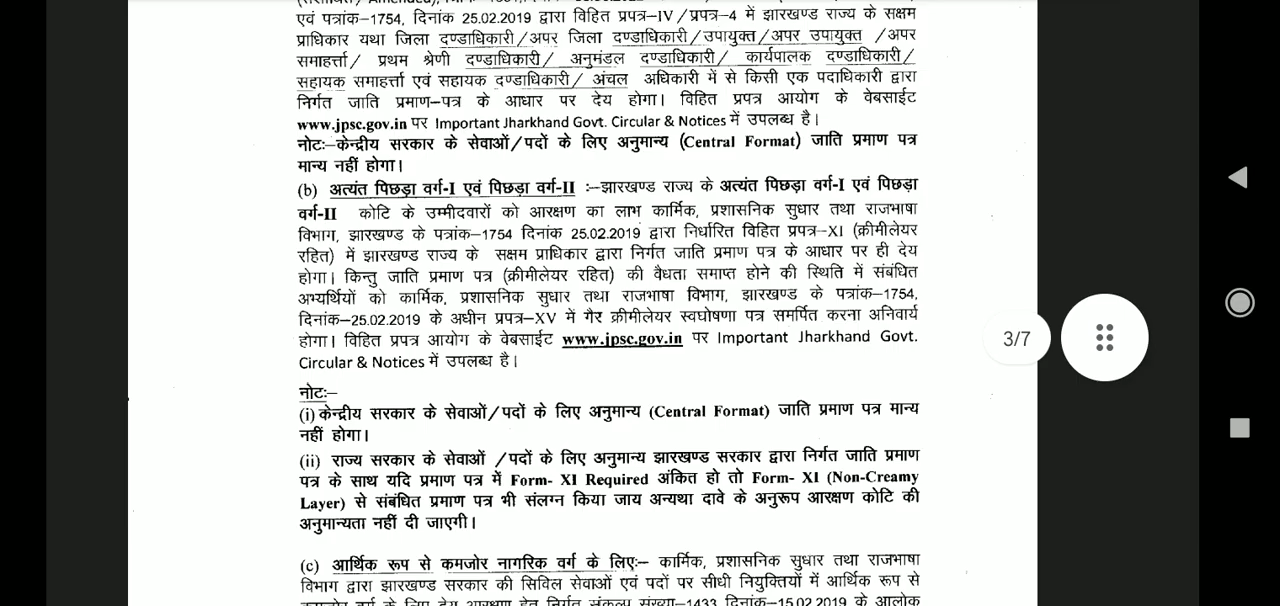 एवं पत्रांक–1754, दिनांक 25.02.2019 द्वारा विहित प्रपत्र–IV/प्रपत्र–4 में झारखण्ड राज्य के सक्षम
प्राधिकार यथा जिला दण्डाधिकारी/अपर जिला दण्डाधिकारी/उपायुक्त/अपर उपायुक्त /अपर
समाहर्त्ता/ प्रथम श्रेणी दण्डाधिकारी/ अनुमंडल दण्डाधिकारी/ कार्यपालक दण्डाधिकारी/
सहायक समाहर्त्ता एवं सहायक दण्डाधिकारी/ अंचल अधिकारी में से किसी एक पदाधिकारी द्वारा
निर्गत जाति प्रमाण–पत्र के आधार पर देय होगा। विहित प्रपत्र आयोग के वेबसाईट
www.jpsc.gov.in पर Important Jharkhand Govt. Circular & Notices में उपलब्ध है।
नोटः–केन्द्रीय सरकार के सेवाओं/पदों के लिए अनुमान्य (Central Format) जाति प्रमाण पत्र
मान्य नहीं होगा।
(b) अत्यंत पिछड़ा वर्ग-I एवं पिछड़ा वर्ग-II :–झारखण्ड राज्य के अत्यंत पिछड़ा वर्ग-I एवं पिछड़ा
वर्ग-II कोटि के उम्मीदवारों को आरक्षण का लाभ कार्मिक, प्रशासनिक सुधार तथा राजभाषा
विभाग, झारखण्ड के पत्रांक–1754 दिनांक 25.02.2019 द्वारा निर्धारित विहित प्रपत्र–XI (क्रीमीलेयर
रहित) में झारखण्ड राज्य के सक्षम प्राधिकार द्वारा निर्गत जाति प्रमाण पत्र के आधार पर ही देय
होगा। किन्तु जाति प्रमाण पत्र (क्रीमीलेयर रहित) की वैधता समाप्त होने की स्थिति में संबंधित
अभ्यर्थियों को कार्मिक, प्रशासनिक सुधार तथा राजभाषा विभाग, झारखण्ड के पत्रांक–1754,
दिनांक–25.02.2019 के अधीन प्रपत्र–XV में गैर क्रीमीलेयर स्वघोषणा पत्र समर्पित करना अनिवार्य
होगा। विहित प्रपत्र आयोग के वेबसाईट www.jpsc.gov.in पर Important Jharkhand Govt.
Circular & Notices में उपलब्ध है।
3/7
नोटः–
(i) केन्द्रीय सरकार के सेवाओं/पदों के लिए अनुमान्य (Central Format) जाति प्रमाण पत्र मान्य
नहीं होगा।
(ii) राज्य सरकार के सेवाओं /पदों के लिए अनुमान्य झारखण्ड सरकार द्वारा निर्गत जाति प्रमाण
पत्र के साथ यदि प्रमाण पत्र में Form- XI Required अंकित हो तो Form- XI (Non-Creamy
Layer) से संबंधित प्रमाण पत्र भी संलग्न किया जाय अन्यथा दावे के अनुरूप आरक्षण कोटि की
अनुमान्यता नहीं दी जाएगी।
(c) आर्थिक रूप से कमजोर नागरिक वर्ग के लिएः– कार्मिक, प्रशासनिक सुधार तथा राजभाषा
विभाग द्वारा झारखण्ड सरकार की सिविल सेवाओं एवं पदों पर सीधी नियुक्तियों में आर्थिक रूप से
कमजोर वर्ग के लिए देय आरक्षण हेतु निर्गत संकल्प संख्या–1433 दिनांक–15.02.2019 के आलोक